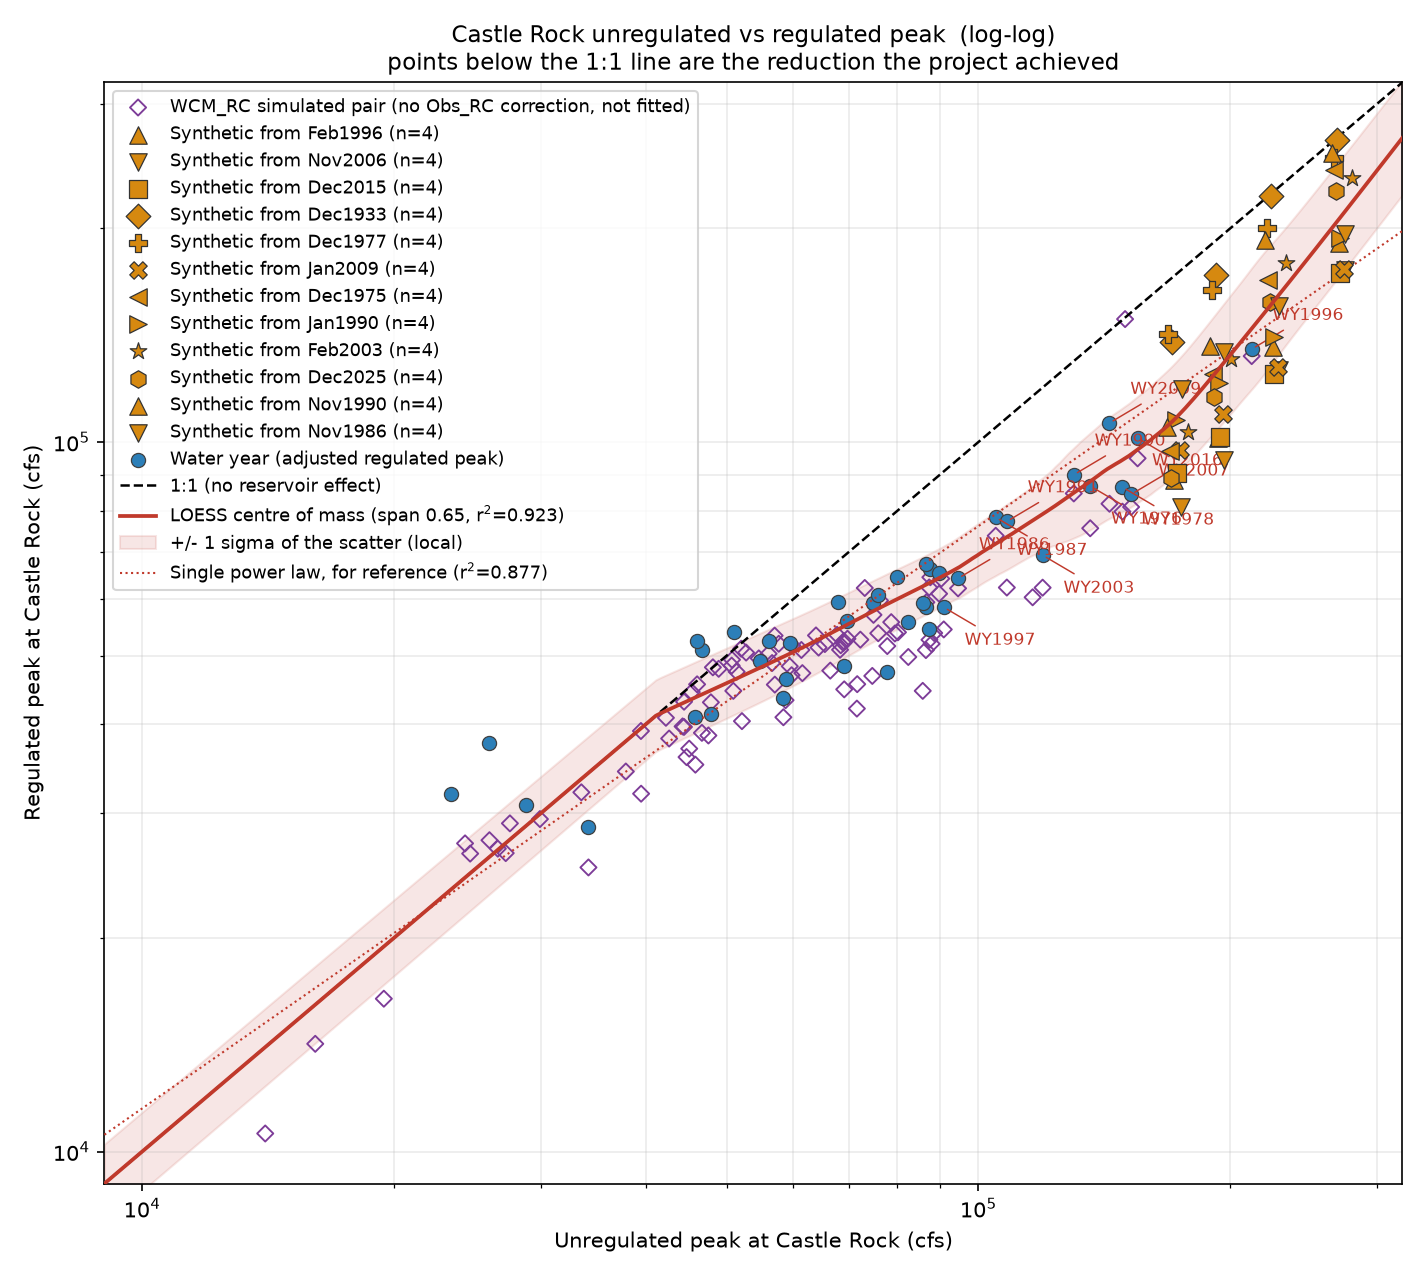 Castle Rock unregulated vs regulated peak  (log-log)
points below the 1:1 line are the reduction the project achieved
WCM_RC simulated pair (no Obs_RC correction, not fitted)
Synthetic from Feb1996 (n=4)
Synthetic from Nov2006 (n=4)
Synthetic from Dec2015 (n=4)
Synthetic from Dec1933 (n=4)
Synthetic from Dec1977 (n=4)
Synthetic from Jan2009 (n=4)
Synthetic from Dec1975 (n=4)
Synthetic from Jan1990 (n=4)
Synthetic from Feb2003 (n=4)
Synthetic from Dec2025 (n=4)
Synthetic from Nov1990 (n=4)
Synthetic from Nov1986 (n=4)
Water year (adjusted regulated peak)
1:1 (no reservoir effect)
LOESS centre of mass (span 0.65, r²=0.923)
+/- 1 sigma of the scatter (local)
Single power law, for reference (r²=0.877)
WY1996
WY2009
WY2016
WY1978
WY1986
WY1987
WY2003
WY1997
10⁵
10⁴
Regulated peak at Castle Rock (cfs)
10⁴
10⁵
Unregulated peak at Castle Rock (cfs)